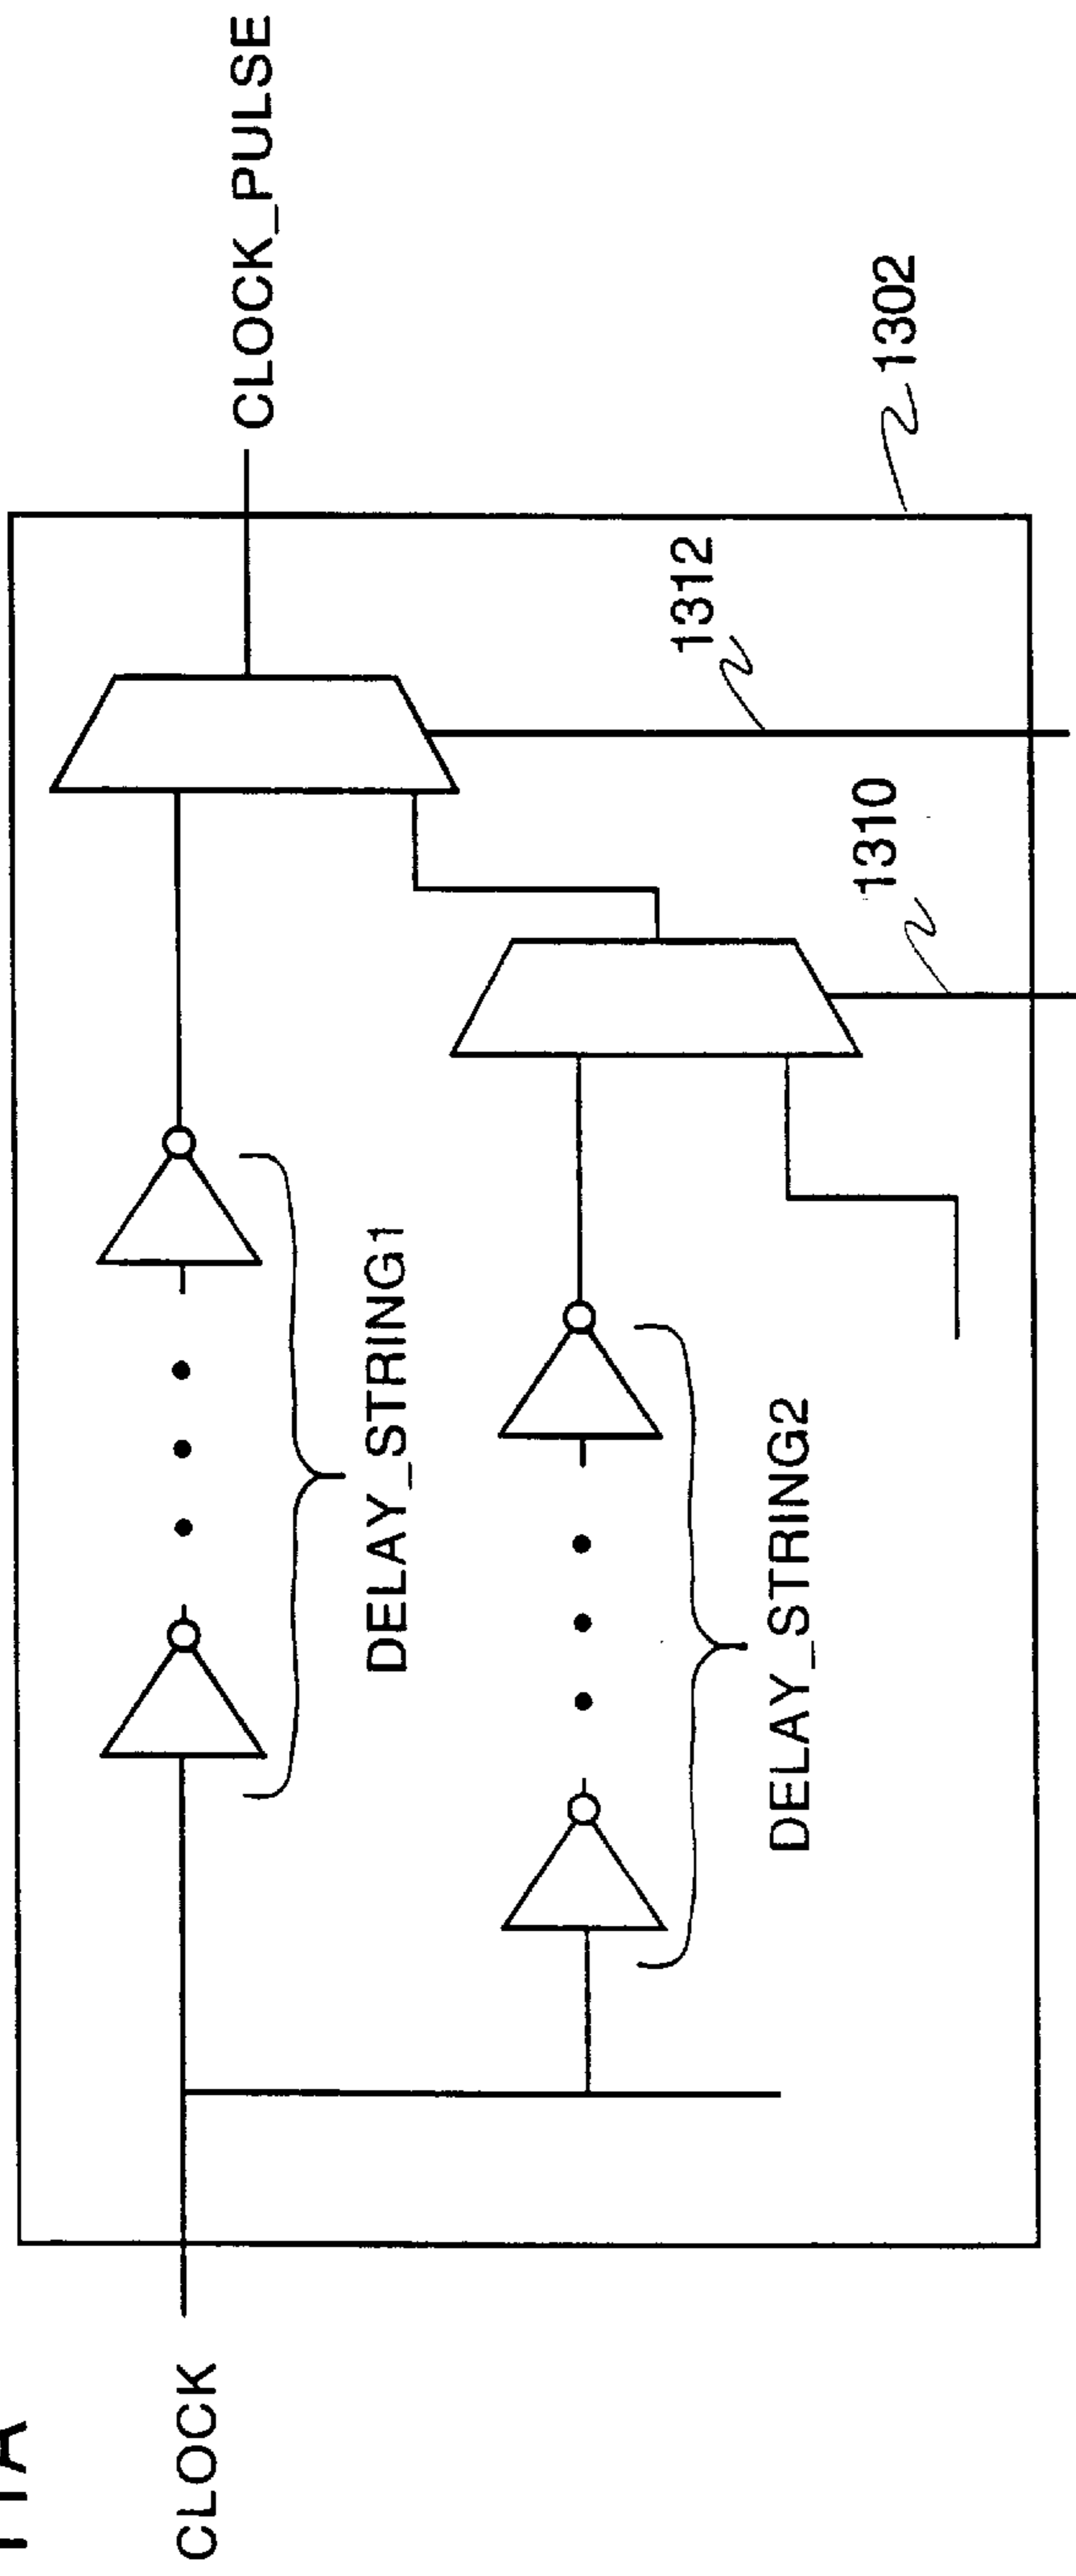 CLOCK
DELAY_STRING1
DELAY_STRING2
CLOCK_PULSE
1312
1310
1302